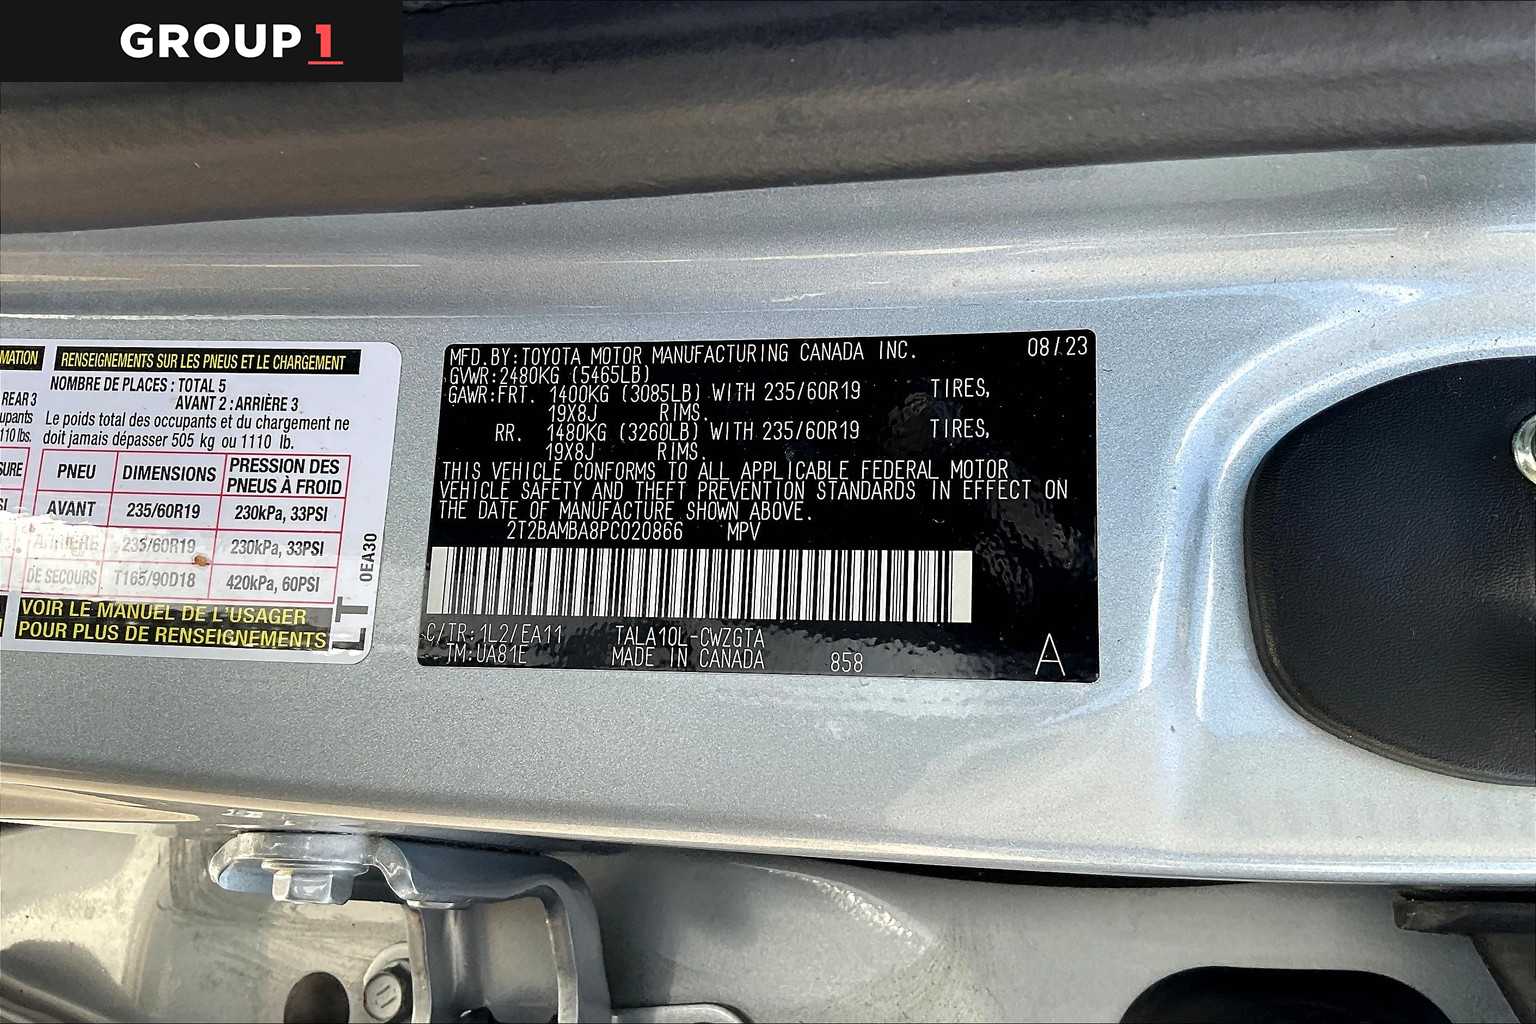 GROUP 1
MATION
REAR 3
upants
110 lbs.
SURE
SI
RENSEIGNEMENTS SUR LES PNEUS ET LE CHARGEMENT
NOMBRE DE PLACES : TOTAL 5
AVANT 2 : ARRIÈRE 3
Le poids total des occupants et du chargement ne
doit jamais dépasser 505 kg ou 1110 lb.
PNEU DIMENSIONS PRESSION DES PNEUS À FROID
AVANT 235/60R19 230kPa, 33PSI
ARRIÈRE 235/60R19 230kPa, 33PSI
DE SECOURS T165/90D18 420kPa, 60PSI
VOIR LE MANUEL DE L'USAGER
POUR PLUS DE RENSEIGNEMENTS
0EA30
LT
MFD.BY:TOYOTA MOTOR MANUFACTURING CANADA INC. 08/23
GVWR:2480KG (5465LB)
GAWR:FRT. 1400KG (3085LB) WITH 235/60R19 TIRES,
19X8J RIMS.
RR. 1480KG (3260LB) WITH 235/60R19 TIRES,
19X8J RIMS.
THIS VEHICLE CONFORMS TO ALL APPLICABLE FEDERAL MOTOR
VEHICLE SAFETY AND THEFT PREVENTION STANDARDS IN EFFECT ON
THE DATE OF MANUFACTURE SHOWN ABOVE.
2T2BAMBA8PC020866 MPV
C/TR:1L2/EA11 TALA10L-CWZGTA
TM:UA81E MADE IN CANADA 858 A